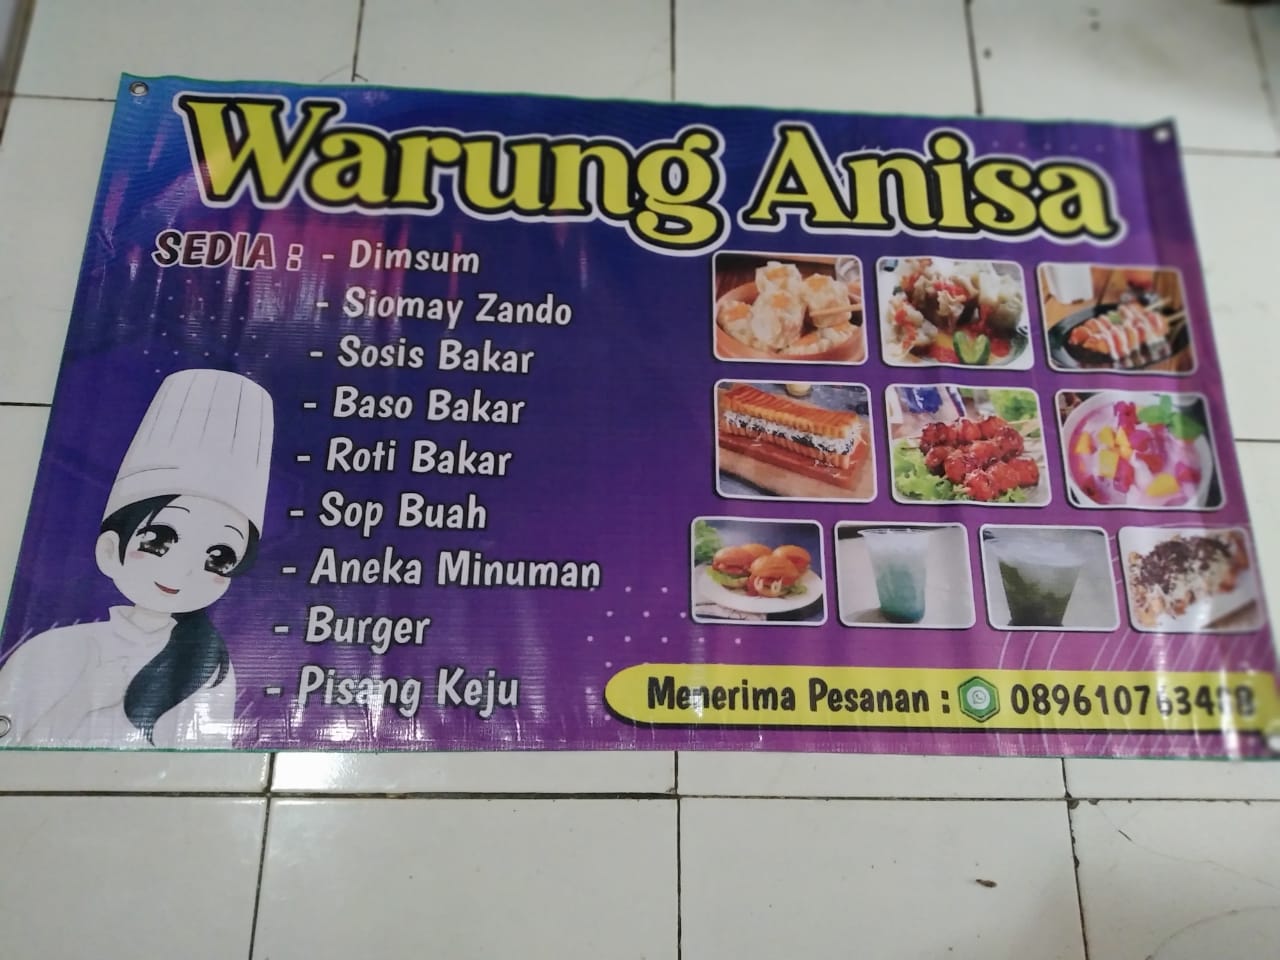 Warung Anisa
SEDIA : - Dimsum
- Siomay Zando
- Sosis Bakar
- Baso Bakar
- Roti Bakar
- Sop Buah
- Aneka Minuman
- Burger
- Pisang Keju
Menerima Pesanan :